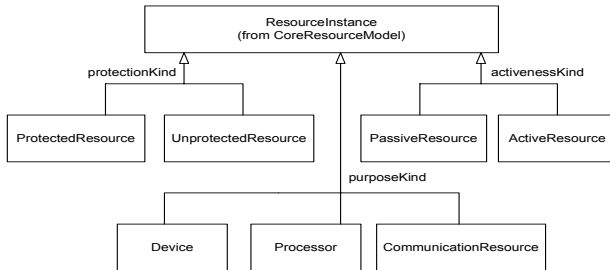 ResourceInstance
(from CoreResourceModel)
protectionKind
activenessKind
ProtectedResource
UnprotectedResource
PassiveResource
ActiveResource
purposeKind
Device
Processor
CommunicationResource